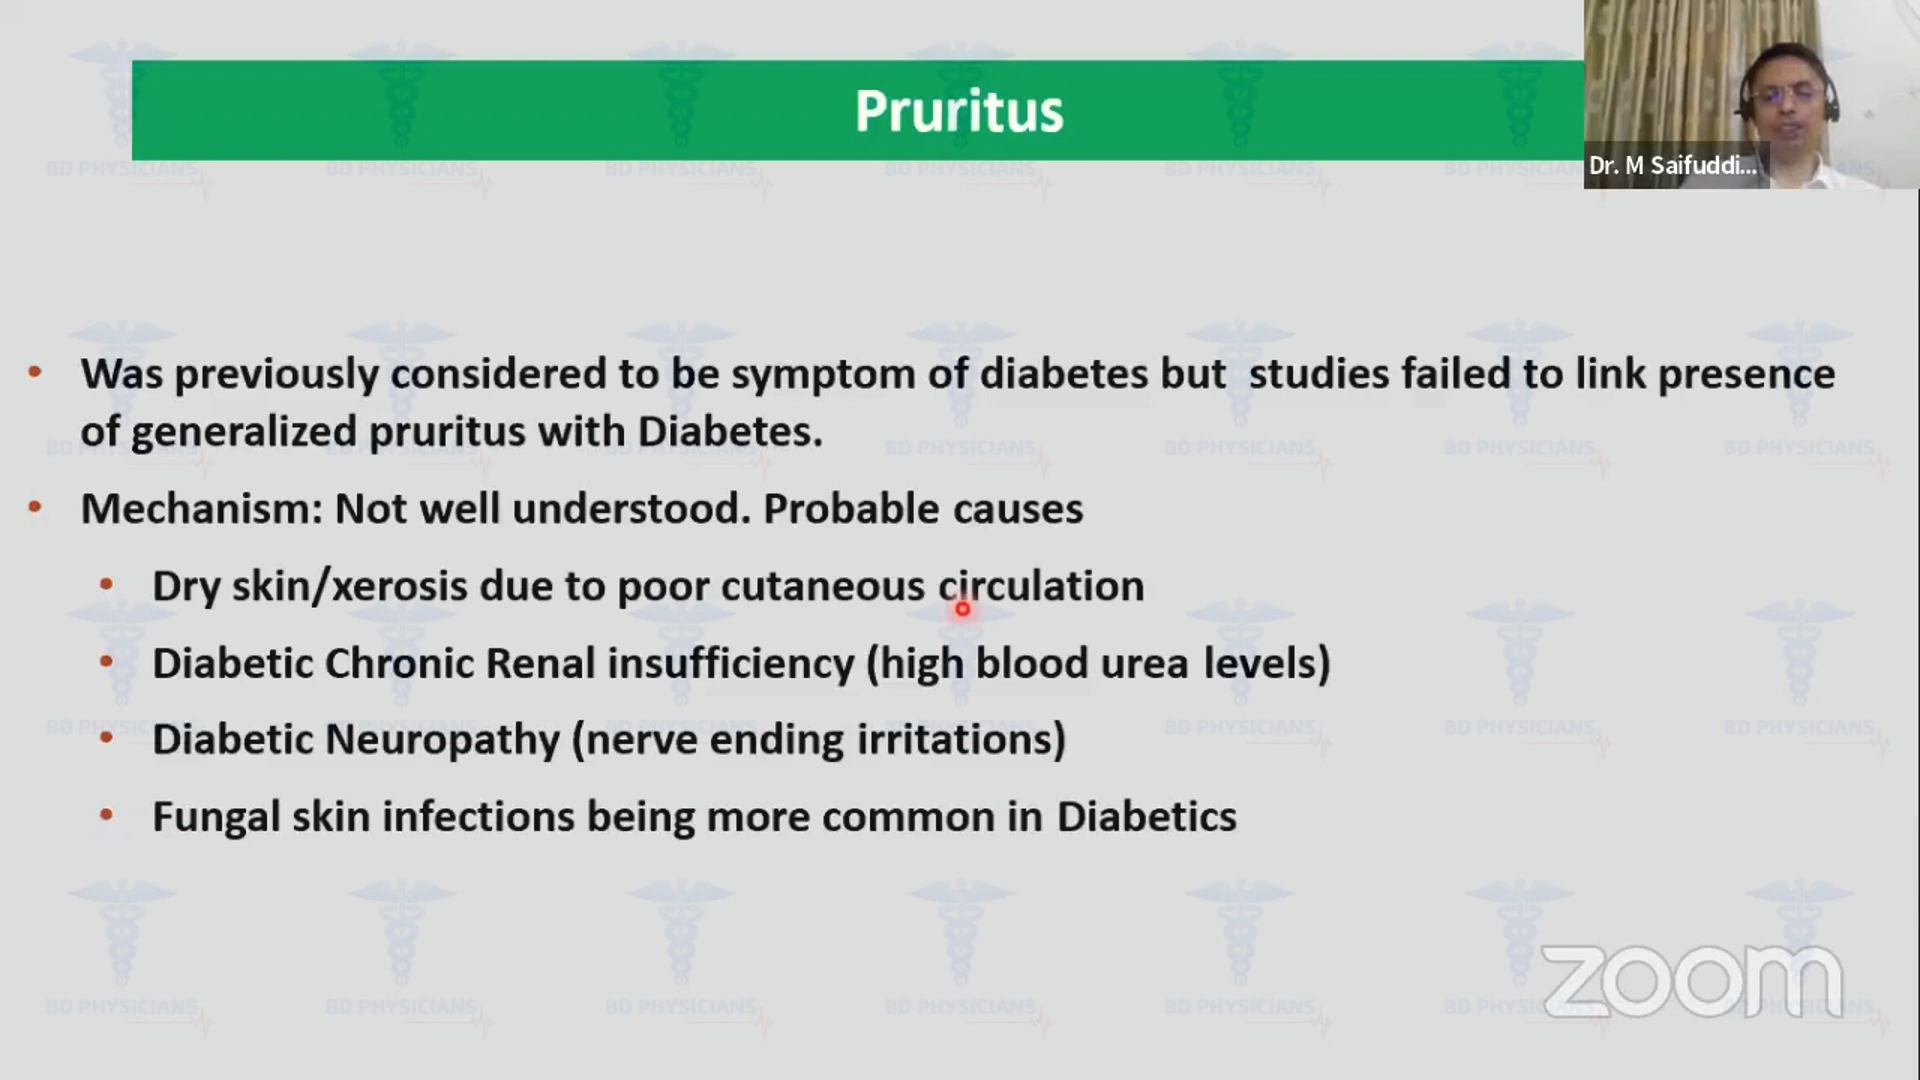 Pruritus
Dr. M Saifuddi...
• Was previously considered to be symptom of diabetes but studies failed to link presence
of generalized pruritus with Diabetes.
• Mechanism: Not well understood. Probable causes
• Dry skin/xerosis due to poor cutaneous circulation
• Diabetic Chronic Renal insufficiency (high blood urea levels)
• Diabetic Neuropathy (nerve ending irritations)
• Fungal skin infections being more common in Diabetics
BD PHYSICIANS
zoom